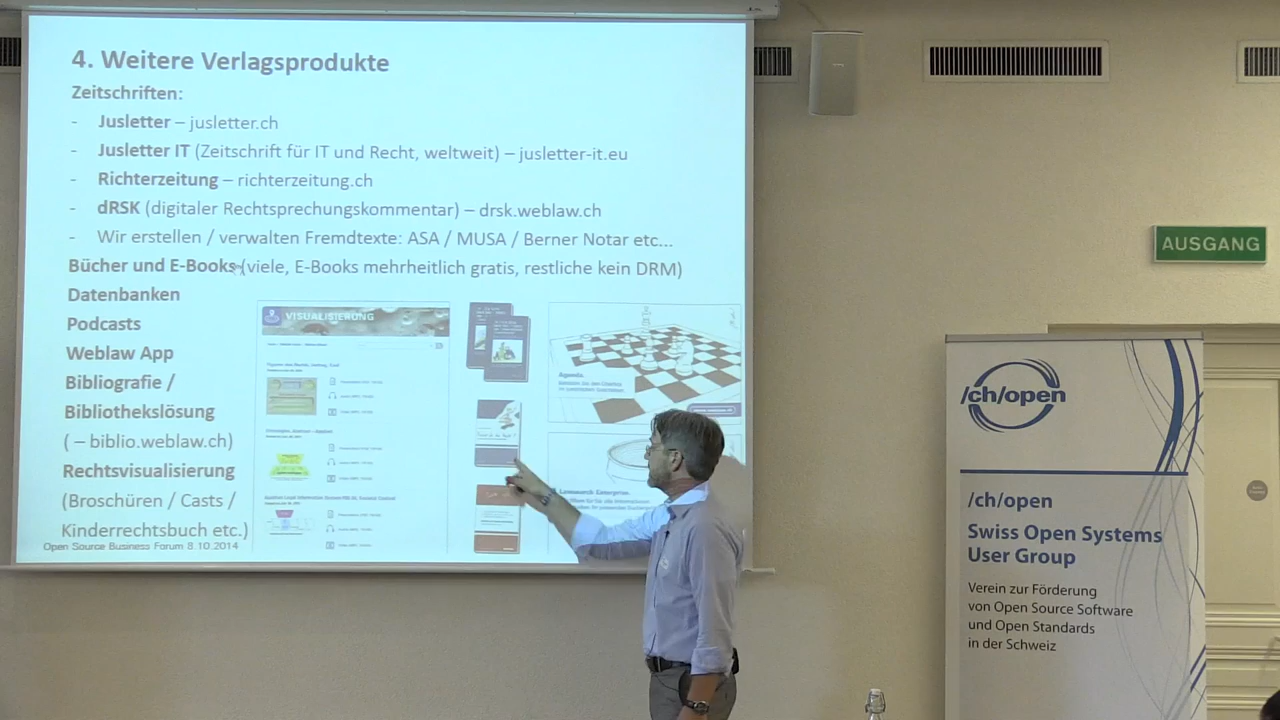 4. Weitere Verlagsprodukte
Zeitschriften:
- Jusletter – jusletter.ch
- Jusletter IT (Zeitschrift für IT und Recht, weltweit) – jusletter-it.eu
- Richterzeitung – richterzeitung.ch
- dRSK (digitaler Rechtsprechungskommentar) – drsk.weblaw.ch
- Wir erstellen / verwalten Fremdtexte: ASA / MUSA / Berner Notar etc...
Bücher und E-Books (viele, E-Books mehrheitlich gratis, restliche kein DRM)
Datenbanken
Podcasts
Weblaw App
Bibliografie /
Bibliothekslösung
( – biblio.weblaw.ch)
Rechtsvisualisierung
(Broschüren / Casts /
Kinderrechtsbuch etc.)
Open Source Business Forum 8.10.2014
VISUALISIERUNG
Agenda.
AUSGANG
/ch/open
/ch/open
Swiss Open Systems
User Group
Verein zur Förderung
von Open Source Software
und Open Standards
in der Schweiz